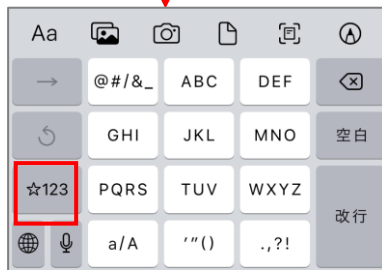 Aa
→ @#/&_ ABC DEF
GHI JKL MNO 空白
☆123 PQRS TUV WXYZ
改行
a/A ′″() .,?!